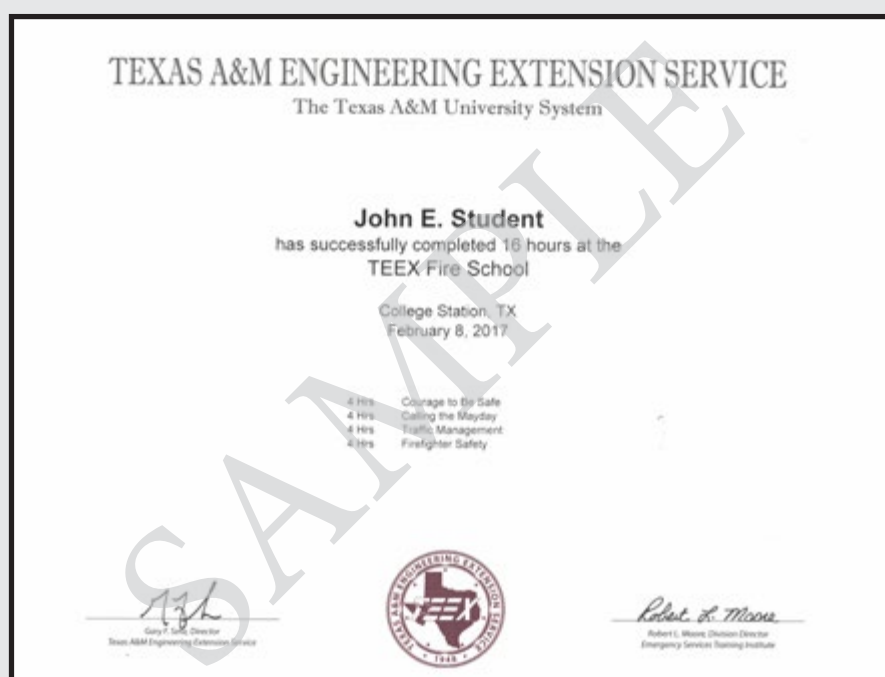 TEXAS A&M ENGINEERING EXTENSION SERVICE
The Texas A&M University System
John E. Student
has successfully completed 16 hours at the
TEEX Fire School
College Station, TX
February 8, 2017
4 Hrs Courage to Be Safe
4 Hrs Calling the Mayday
4 Hrs Traffic Management
4 Hrs Firefighter Safety
SAMPLE
Gary F. Sera, Director
Texas A&M Engineering Extension Service
TEXAS A&M ENGINEERING EXTENSION SERVICE
TEEX
1948
Robert L. Moore
Robert L. Moore, Division Director
Emergency Services Training Institute